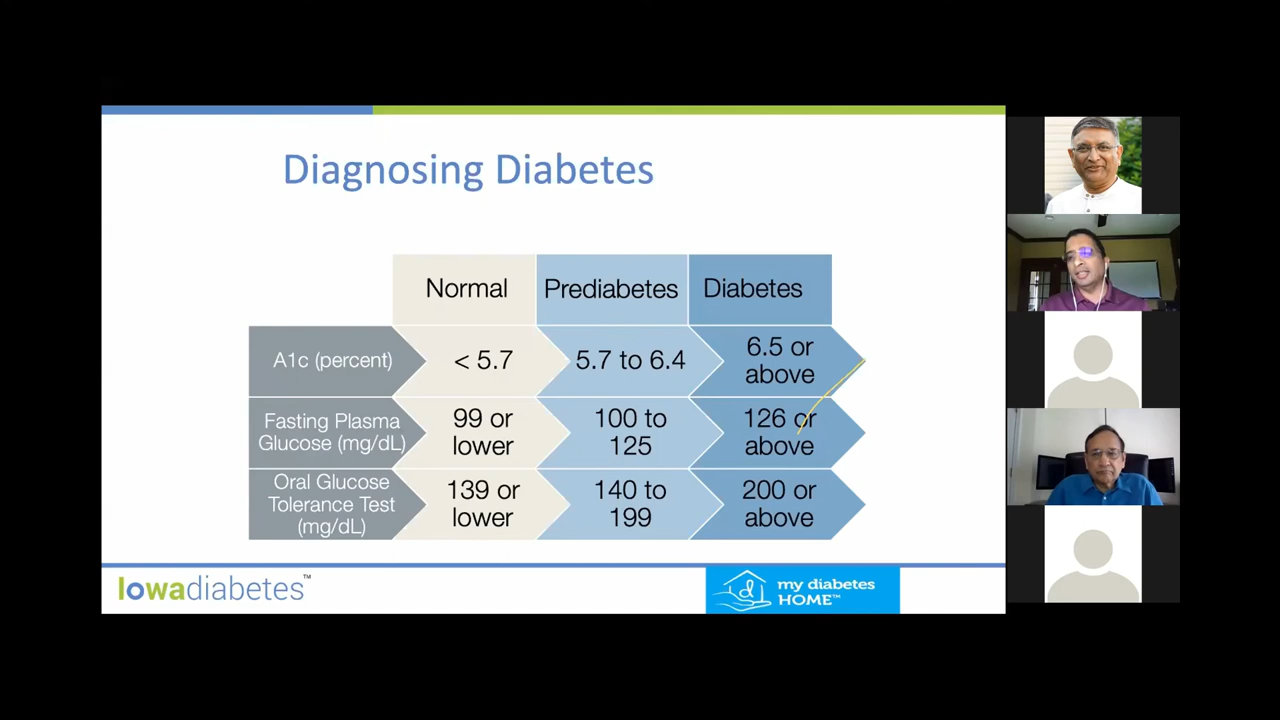 Diagnosing Diabetes
Normal
Prediabetes
Diabetes
A1c (percent)
< 5.7
5.7 to 6.4
6.5 or
above
Fasting Plasma
Glucose (mg/dL)
99 or
lower
100 to
125
126 or
above
Oral Glucose
Tolerance Test
(mg/dL)
139 or
lower
140 to
199
200 or
above
Iowadiabetes™
my diabetes
HOME™